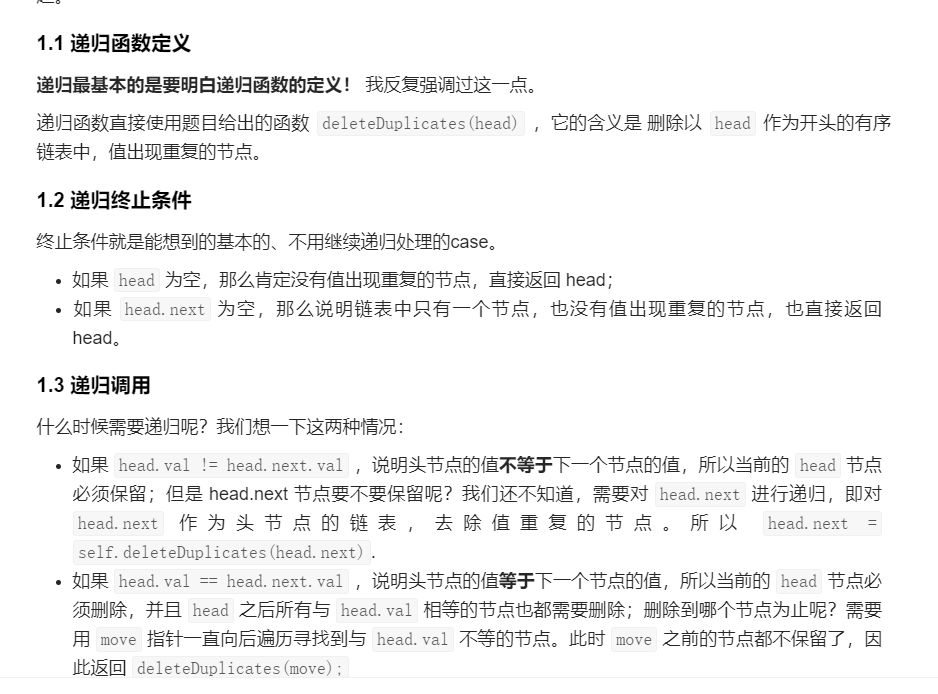 1.1 递归函数定义
递归最基本的是要明白递归函数的定义！ 我反复强调过这一点。
递归函数直接使用题目给出的函数 deleteDuplicates(head) ，它的含义是 删除以 head 作为开头的有序
链表中，值出现重复的节点。
1.2 递归终止条件
终止条件就是能想到的基本的、不用继续递归处理的case。
• 如果 head 为空，那么肯定没有值出现重复的节点，直接返回 head；
• 如果 head.next 为空，那么说明链表中只有一个节点，也没有值出现重复的节点，也直接返回
head。
1.3 递归调用
什么时候需要递归呢？我们想一下这两种情况：
• 如果 head.val != head.next.val ，说明头节点的值不等于下一个节点的值，所以当前的 head 节点
必须保留；但是 head.next 节点要不要保留呢？我们还不知道，需要对 head.next 进行递归，即对
head.next 作为头节点的链表，去除值重复的节点。所以 head.next =
self.deleteDuplicates(head.next) .
• 如果 head.val == head.next.val ，说明头节点的值等于下一个节点的值，所以当前的 head 节点必
须删除，并且 head 之后所有与 head.val 相等的节点也都需要删除；删除到哪个节点为止呢？需要
用 move 指针一直向后遍历寻找到与 head.val 不等的节点。此时 move 之前的节点都不保留了，因
此返回 deleteDuplicates(move);